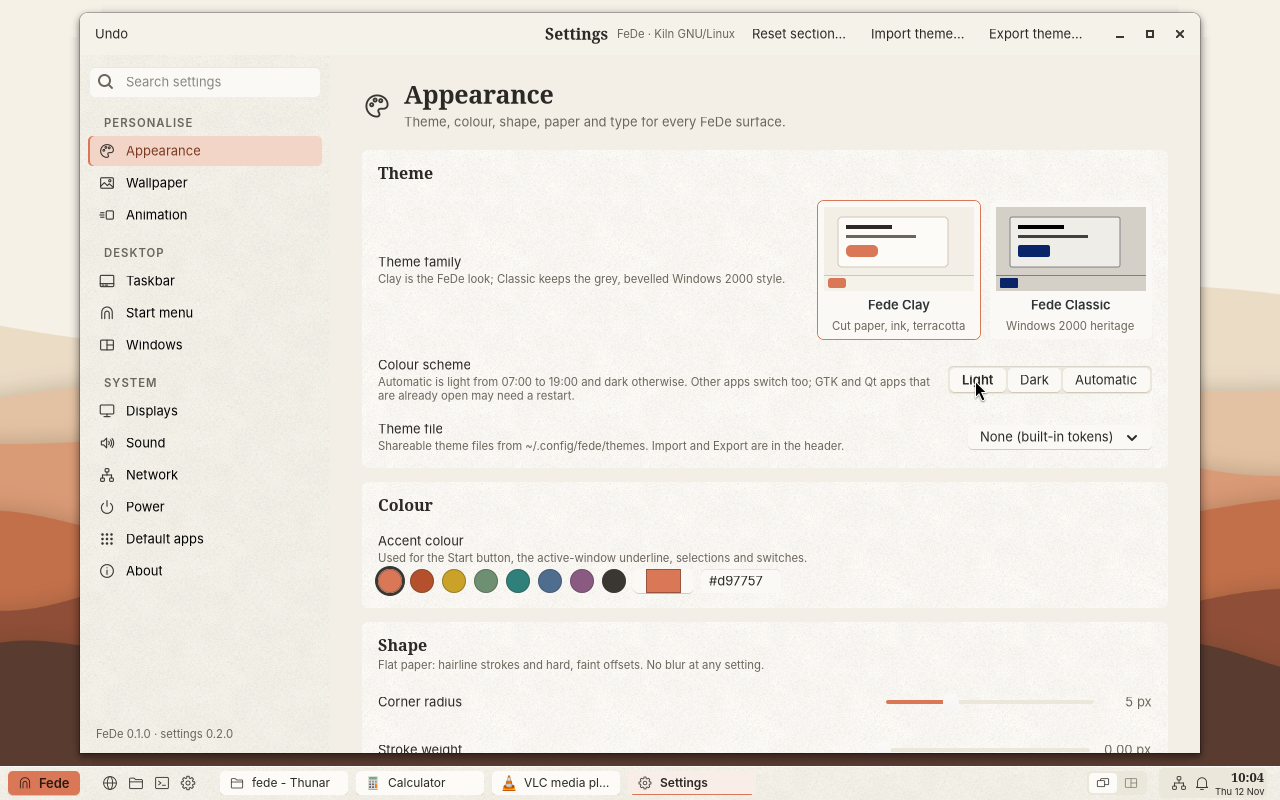 Undo
Settings FeDe · Kiln GNU/Linux
Reset section...
Import theme...
Export theme...
Search settings
PERSONALISE
Appearance
Wallpaper
Animation
DESKTOP
Taskbar
Start menu
Windows
SYSTEM
Displays
Sound
Network
Power
Default apps
About
FeDe 0.1.0 · settings 0.2.0
Appearance
Theme, colour, shape, paper and type for every FeDe surface.
Theme
Theme family
Clay is the FeDe look; Classic keeps the grey, bevelled Windows 2000 style.
Fede Clay
Cut paper, ink, terracotta
Fede Classic
Windows 2000 heritage
Colour scheme
Automatic is light from 07:00 to 19:00 and dark otherwise. Other apps switch too; GTK and Qt apps that
are already open may need a restart.
Light
Dark
Automatic
Theme file
Shareable theme files from ~/.config/fede/themes. Import and Export are in the header.
None (built-in tokens)
Colour
Accent colour
Used for the Start button, the active-window underline, selections and switches.
#d97757
Shape
Flat paper: hairline strokes and hard, faint offsets. No blur at any setting.
Corner radius
5 px
Stroke weight
0.00 px
Fede
fede - Thunar
Calculator
VLC media pl...
Settings
10:04
Thu 12 Nov